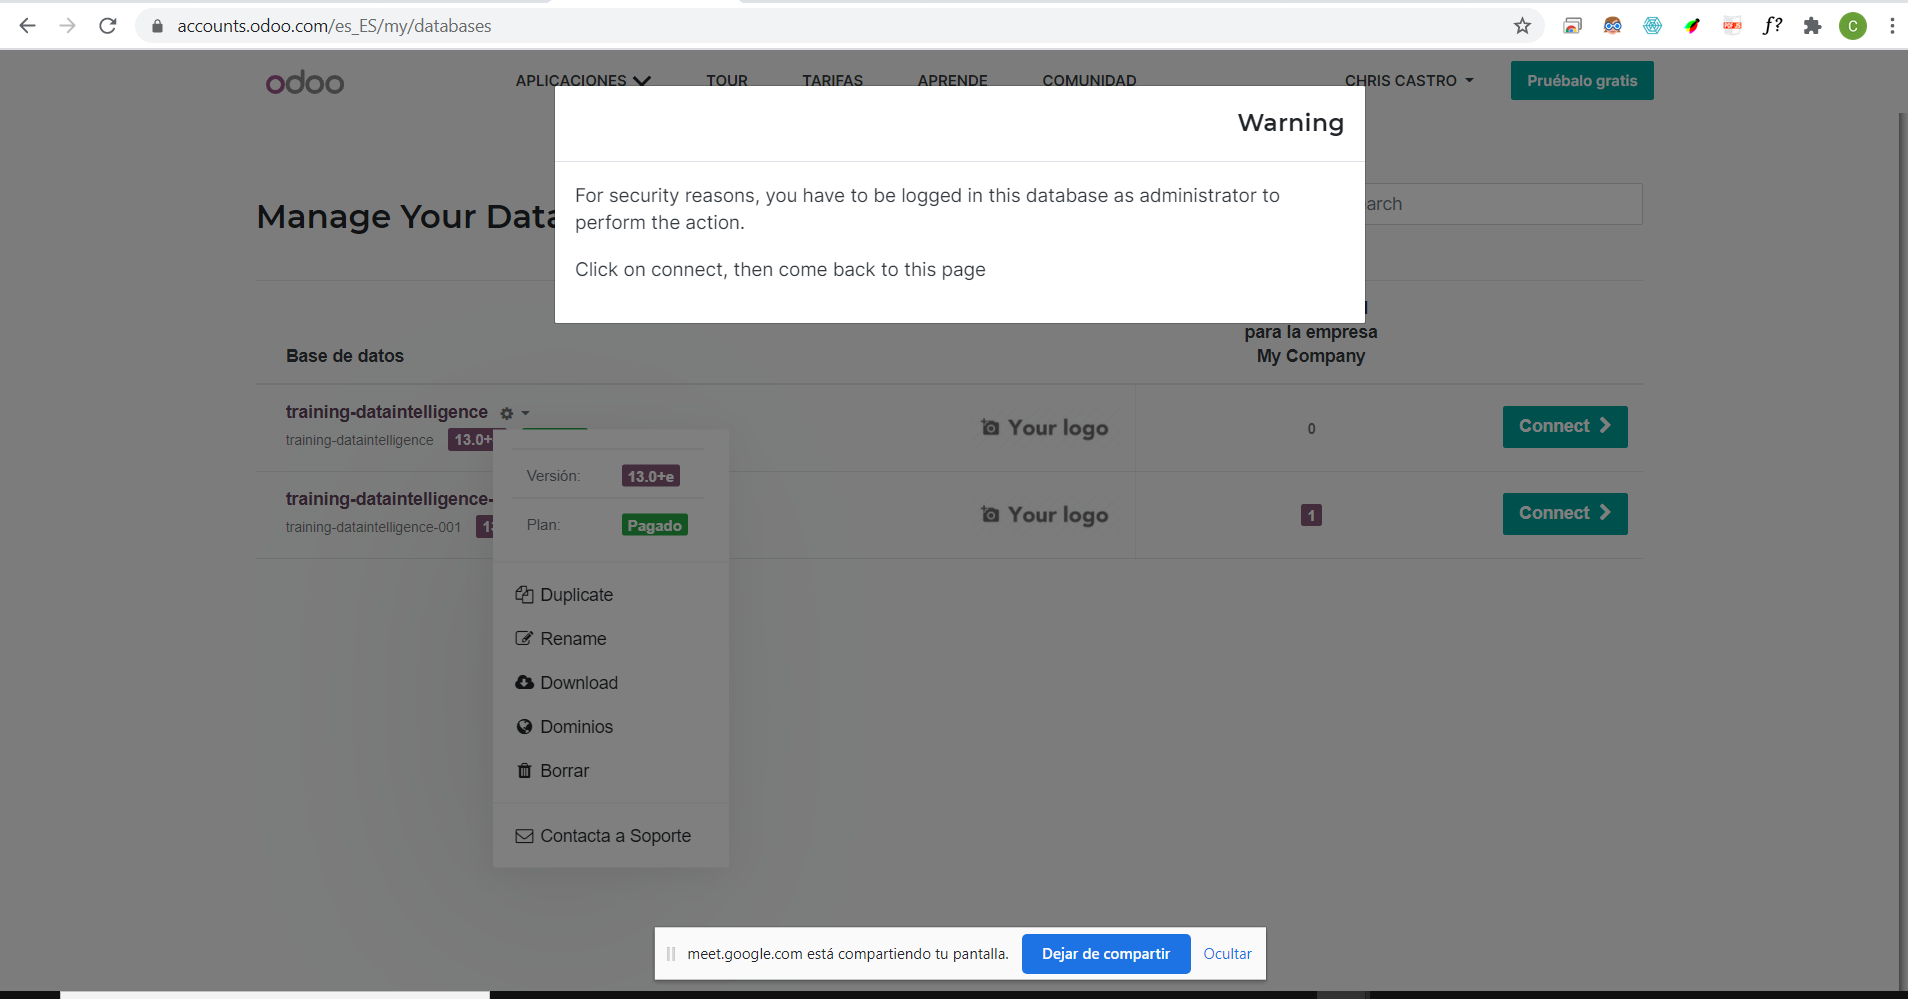 accounts.odoo.com/es_ES/my/databases
f?
C
odoo
APLICACIONES
TOUR
TARIFAS
APRENDE
COMUNIDAD
CHRIS CASTRO
Pruébalo gratis
Warning
For security reasons, you have to be logged in this database as administrator to
perform the action.
Click on connect, then come back to this page
Manage Your Data
arch
Base de datos
para la empresa
My Company
training-dataintelligence
training-dataintelligence 13.0+
Your logo
0
Connect
Versión: 13.0+e
training-dataintelligence-
training-dataintelligence-001
Your logo
1
Connect
Plan: Pagado
Duplicate
Rename
Download
Dominios
Borrar
Contacta a Soporte
meet.google.com está compartiendo tu pantalla.
Dejar de compartir
Ocultar